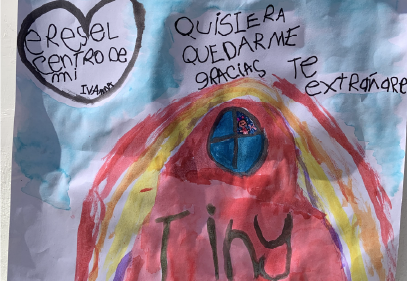 eReSeL
CeNTRO De
mi
IVANNA
QUISIERA
QUEDARME
gRACIAS
Te
extrañare
Tiny